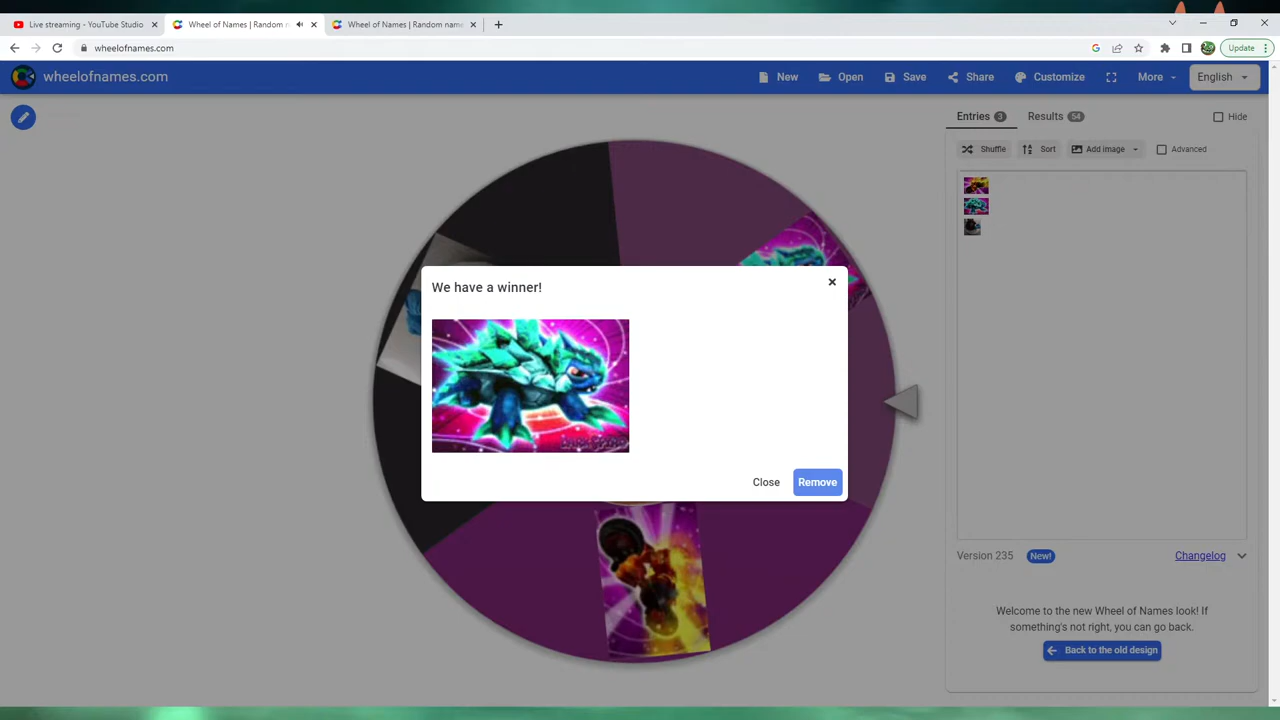 Live streaming - YouTube Studio
Wheel of Names | Random n
Wheel of Names | Random name
wheelofnames.com
Update
wheelofnames.com
New
Open
Save
Share
Customize
More
English
Entries 3
Results 54
Hide
Shuffle
Sort
Add image
Advanced
We have a winner!
Close
Remove
Version 235
New!
Changelog
Welcome to the new Wheel of Names look! If
something's not right, you can go back.
Back to the old design